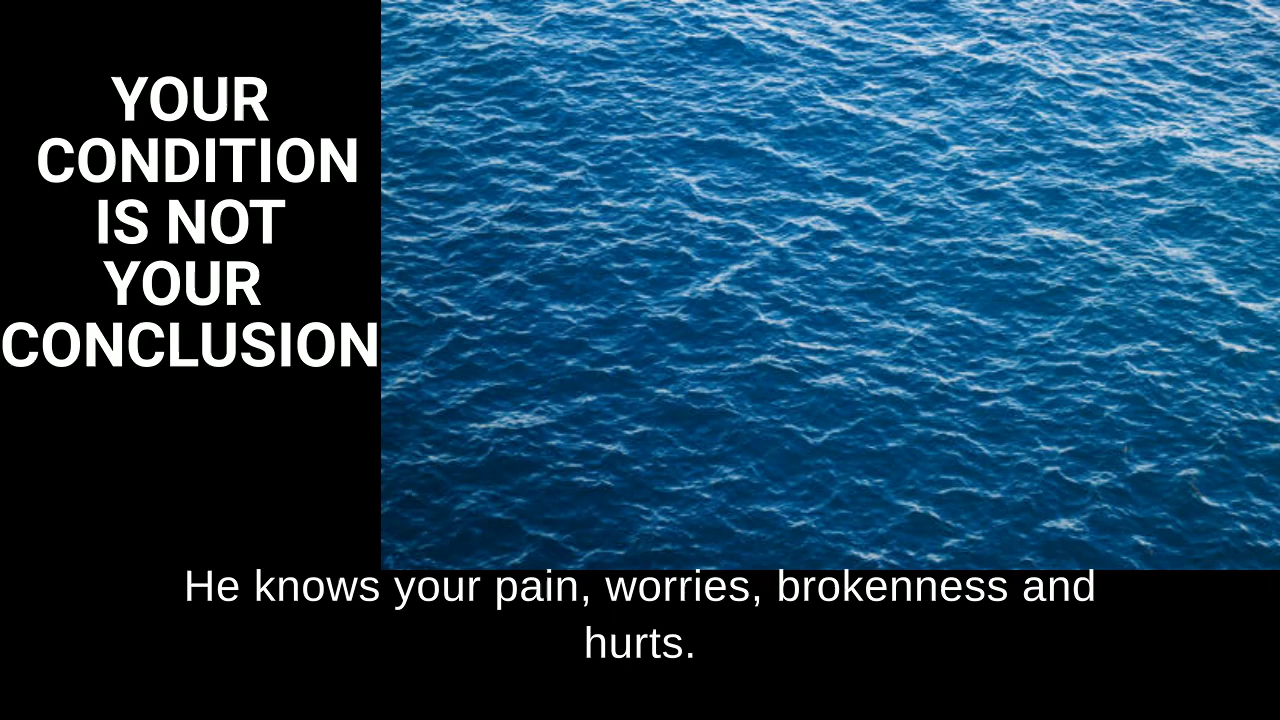 YOUR
CONDITION
IS NOT
YOUR
CONCLUSION
He knows your pain, worries, brokenness and
hurts.